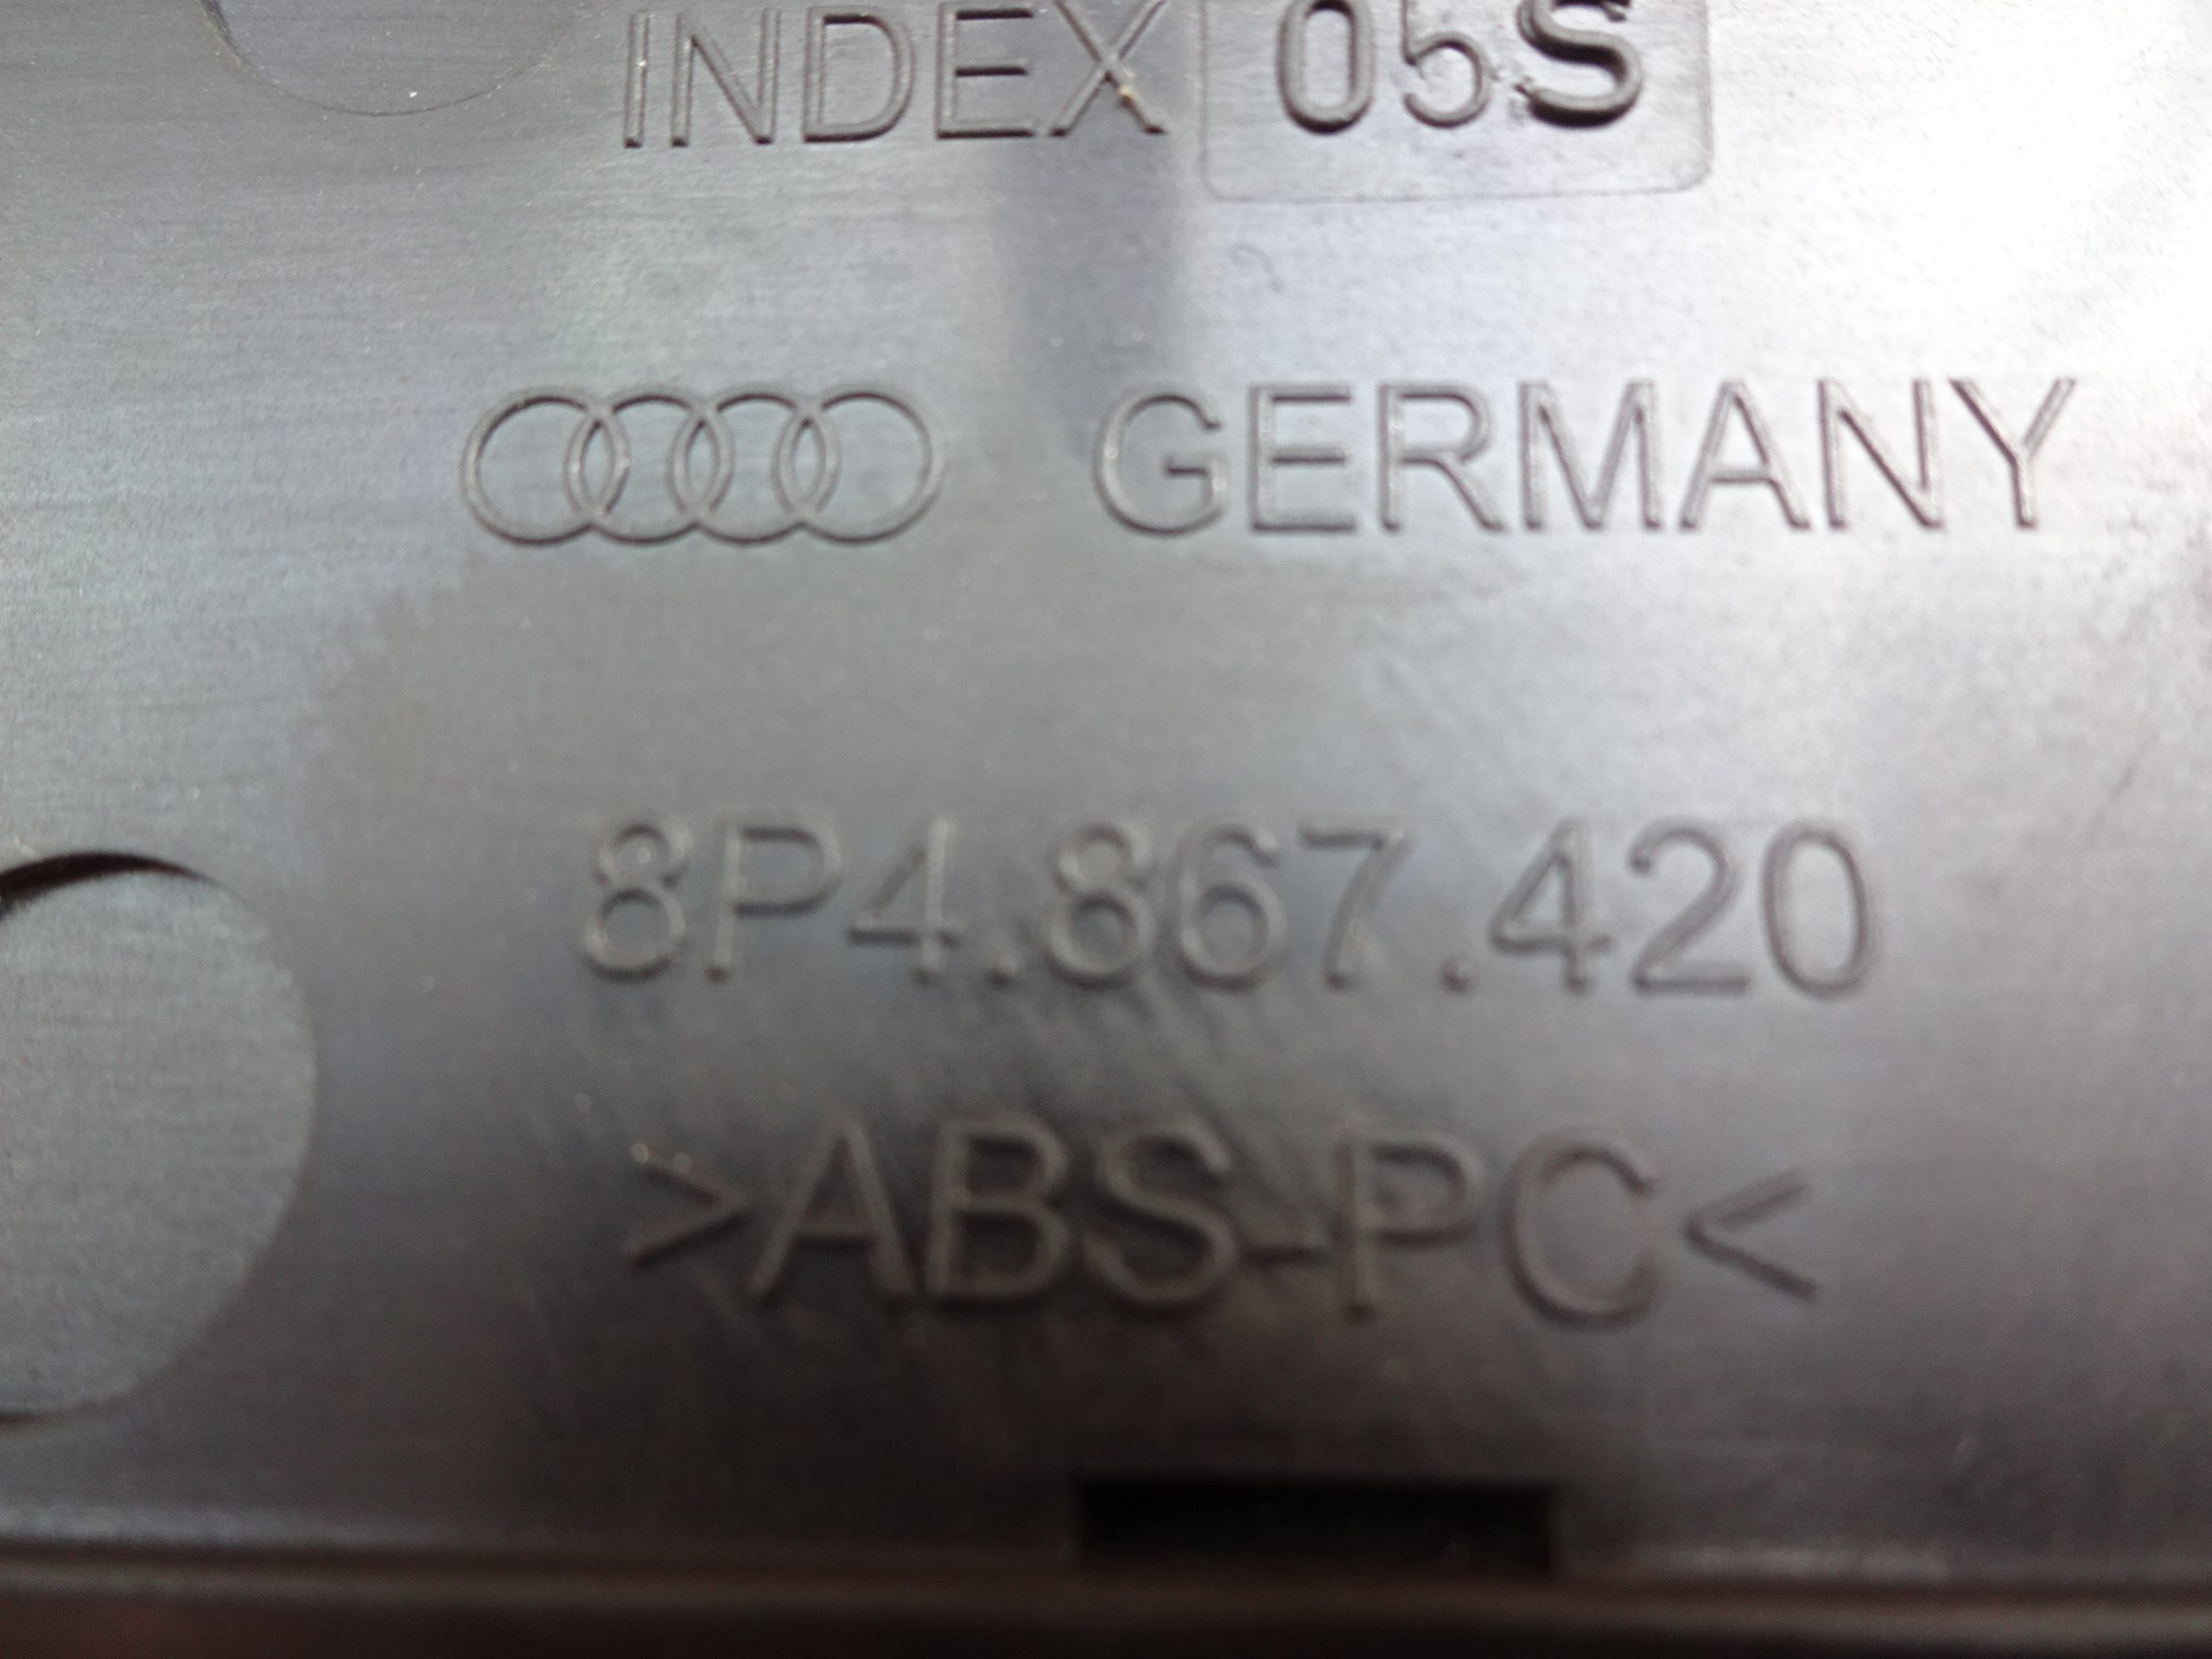 INDEX 05S
GERMANY
8P4.867.420
>ABS-PC<